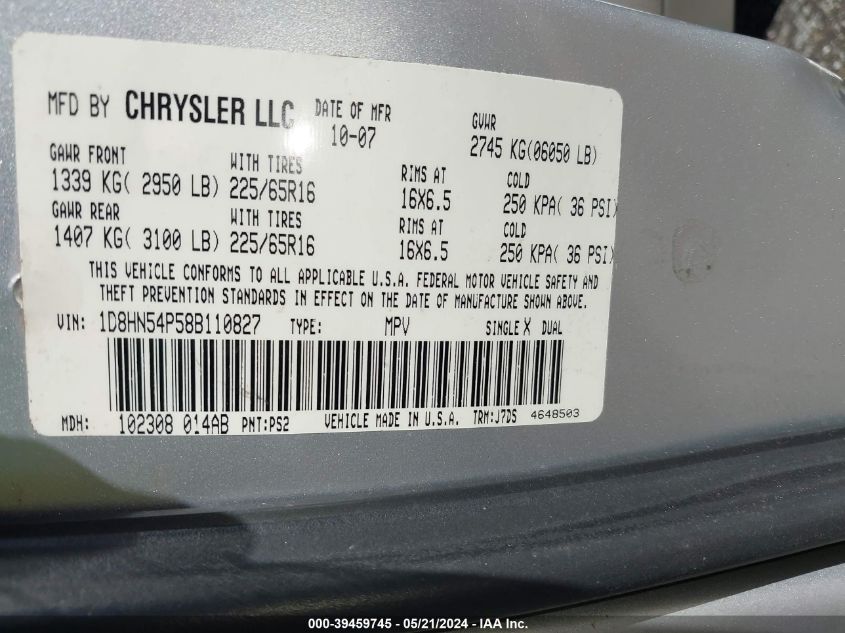 MFD BY CHRYSLER LLC DATE OF MFR 10-07 GVWR 2745 KG(06050 LB)
GAWR FRONT WITH TIRES RIMS AT COLD
1339 KG( 2950 LB) 225/65R16 16X6.5 250 KPA( 36 PSI)
GAWR REAR WITH TIRES RIMS AT COLD
1407 KG( 3100 LB) 225/65R16 16X6.5 250 KPA( 36 PSI)
THIS VEHICLE CONFORMS TO ALL APPLICABLE U.S.A. FEDERAL MOTOR VEHICLE SAFETY AND
THEFT PREVENTION STANDARDS IN EFFECT ON THE DATE OF MANUFACTURE SHOWN ABOVE.
VIN: 1D8HN54P58B110827 TYPE: MPV SINGLE X DUAL
MDH: 102308 014AB PNT:PS2 VEHICLE MADE IN U.S.A. TRM:J7DS 4648503
000-39459745 - 05/21/2024 - IAA Inc.